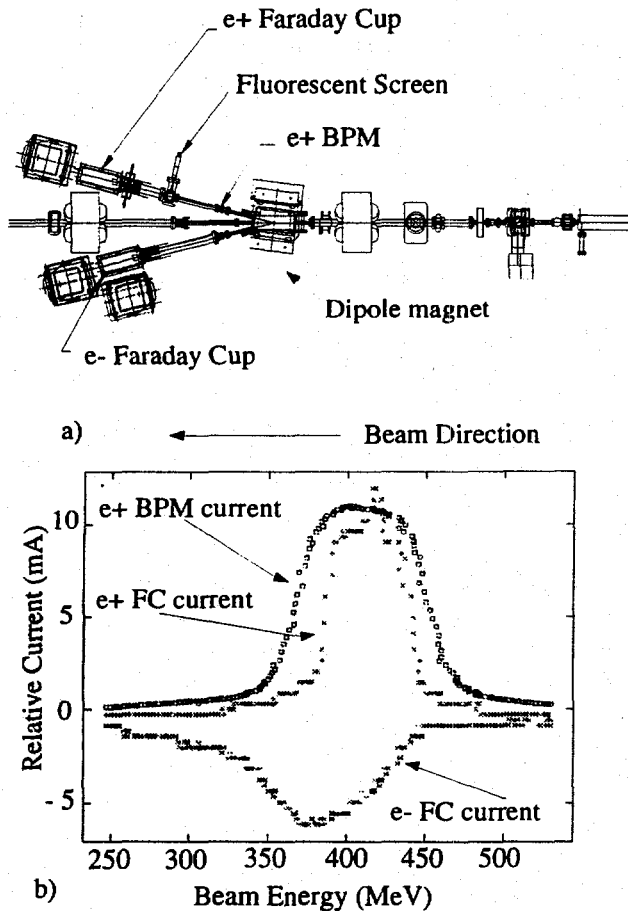 e+ Faraday Cup
Fluorescent Screen
e+ BPM
Dipole magnet
e- Faraday Cup
a)
Beam Direction
10
5
0
- 5
Relative Current (mA)
e+ BPM current
e+ FC current
e- FC current
250
300
350
400
450
500
b)
Beam Energy (MeV)